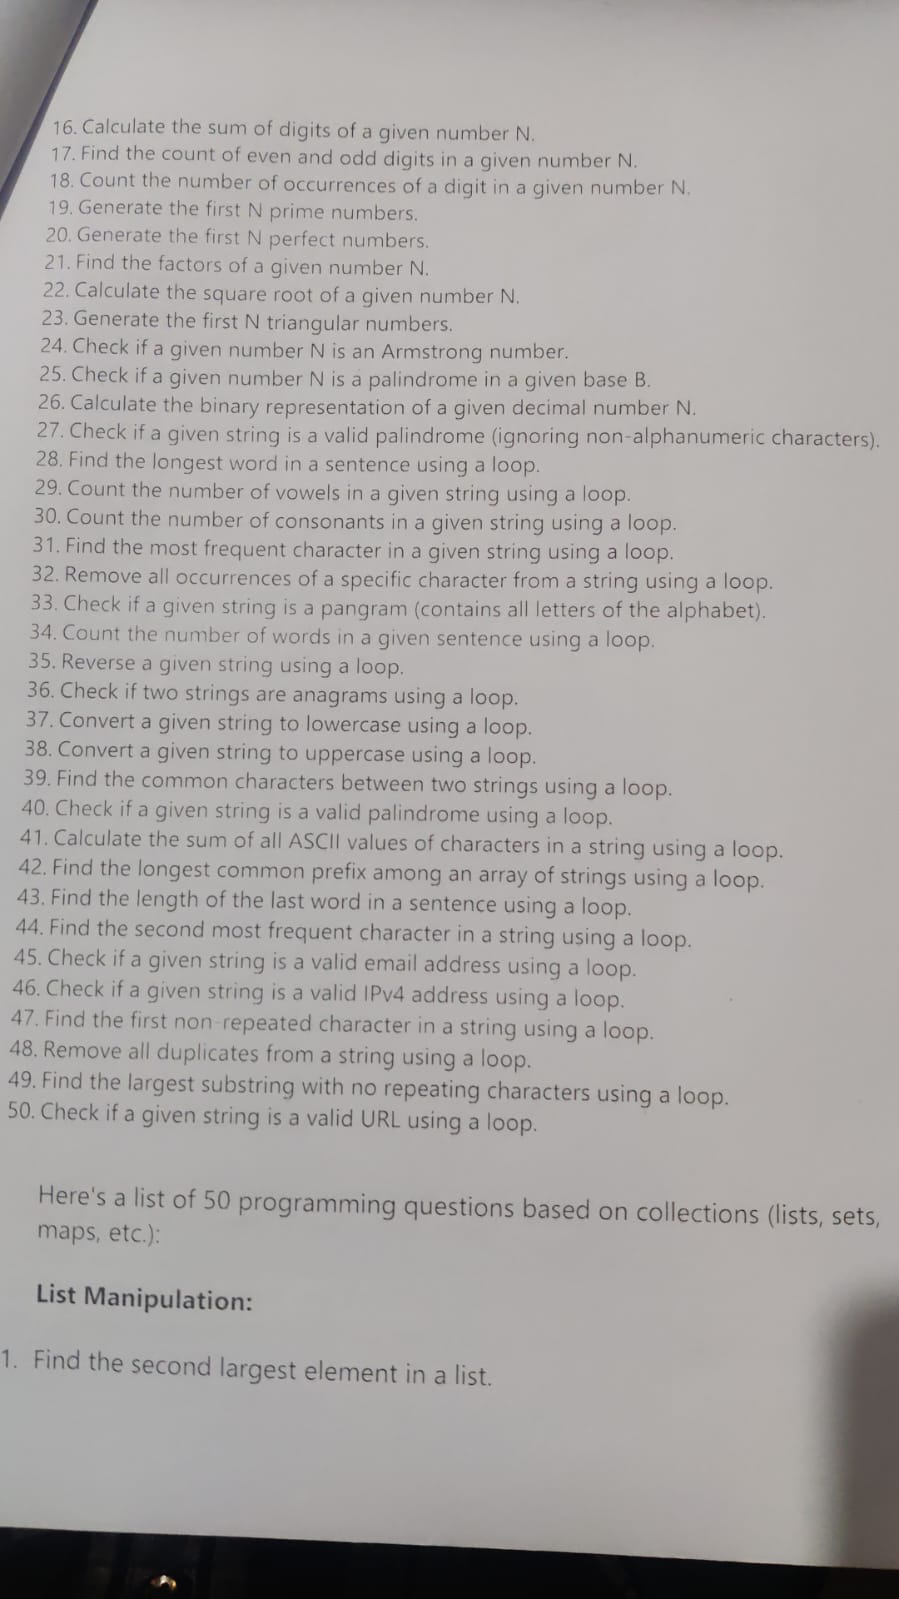 16. Calculate the sum of digits of a given number N.
17. Find the count of even and odd digits in a given number N.
18. Count the number of occurrences of a digit in a given number N.
19. Generate the first N prime numbers.
20. Generate the first N perfect numbers.
21. Find the factors of a given number N.
22. Calculate the square root of a given number N.
23. Generate the first N triangular numbers.
24. Check if a given number N is an Armstrong number.
25. Check if a given number N is a palindrome in a given base B.
26. Calculate the binary representation of a given decimal number N.
27. Check if a given string is a valid palindrome (ignoring non-alphanumeric characters).
28. Find the longest word in a sentence using a loop.
29. Count the number of vowels in a given string using a loop.
30. Count the number of consonants in a given string using a loop.
31. Find the most frequent character in a given string using a loop.
32. Remove all occurrences of a specific character from a string using a loop.
33. Check if a given string is a pangram (contains all letters of the alphabet).
34. Count the number of words in a given sentence using a loop.
35. Reverse a given string using a loop.
36. Check if two strings are anagrams using a loop.
37. Convert a given string to lowercase using a loop.
38. Convert a given string to uppercase using a loop.
39. Find the common characters between two strings using a loop.
40. Check if a given string is a valid palindrome using a loop.
41. Calculate the sum of all ASCII values of characters in a string using a loop.
42. Find the longest common prefix among an array of strings using a loop.
43. Find the length of the last word in a sentence using a loop.
44. Find the second most frequent character in a string using a loop.
45. Check if a given string is a valid email address using a loop.
46. Check if a given string is a valid IPv4 address using a loop.
47. Find the first non-repeated character in a string using a loop.
48. Remove all duplicates from a string using a loop.
49. Find the largest substring with no repeating characters using a loop.
50. Check if a given string is a valid URL using a loop.
Here's a list of 50 programming questions based on collections (lists, sets,
maps, etc.):
List Manipulation:
1. Find the second largest element in a list.